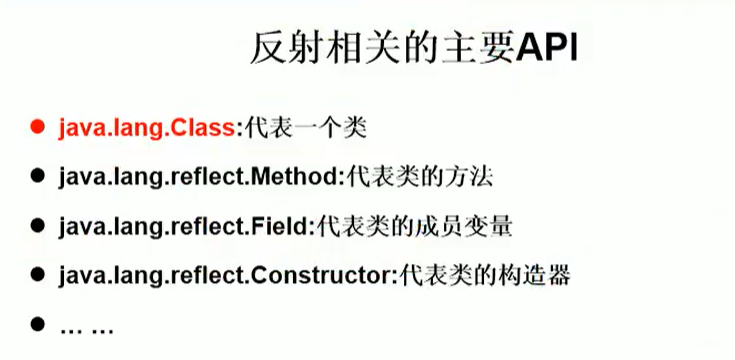 反射相关的主要API
● java.lang.Class:代表一个类
● java.lang.reflect.Method:代表类的方法
● java.lang.reflect.Field:代表类的成员变量
● java.lang.reflect.Constructor:代表类的构造器
● … …